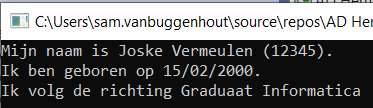 C:\Users\sam.vanbuggenhout\source\repos\AD Her
Mijn naam is Joske Vermeulen (12345).
Ik ben geboren op 15/02/2000.
Ik volg de richting Graduaat Informatica